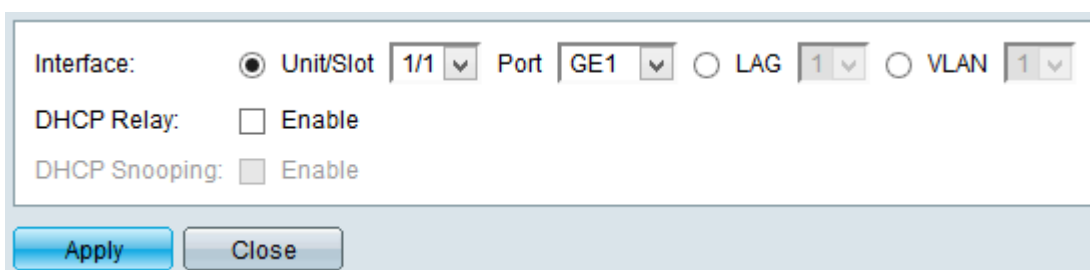 Interface: Unit/Slot 1/1 Port GE1 LAG 1 VLAN 1
DHCP Relay: Enable
DHCP Snooping: Enable
Apply Close